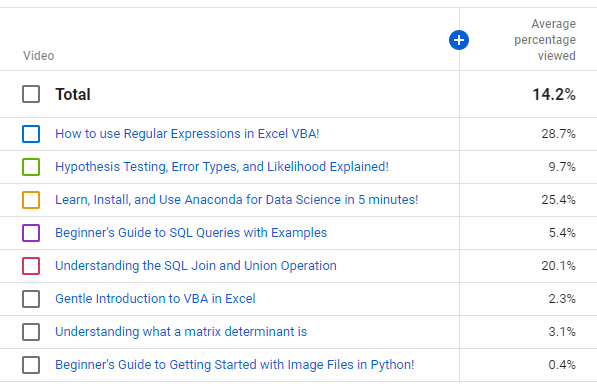 Video
Average
percentage
viewed
Total 14.2%
How to use Regular Expressions in Excel VBA! 28.7%
Hypothesis Testing, Error Types, and Likelihood Explained! 9.7%
Learn, Install, and Use Anaconda for Data Science in 5 minutes! 25.4%
Beginner's Guide to SQL Queries with Examples 5.4%
Understanding the SQL Join and Union Operation 20.1%
Gentle Introduction to VBA in Excel 2.3%
Understanding what a matrix determinant is 3.1%
Beginner's Guide to Getting Started with Image Files in Python! 0.4%